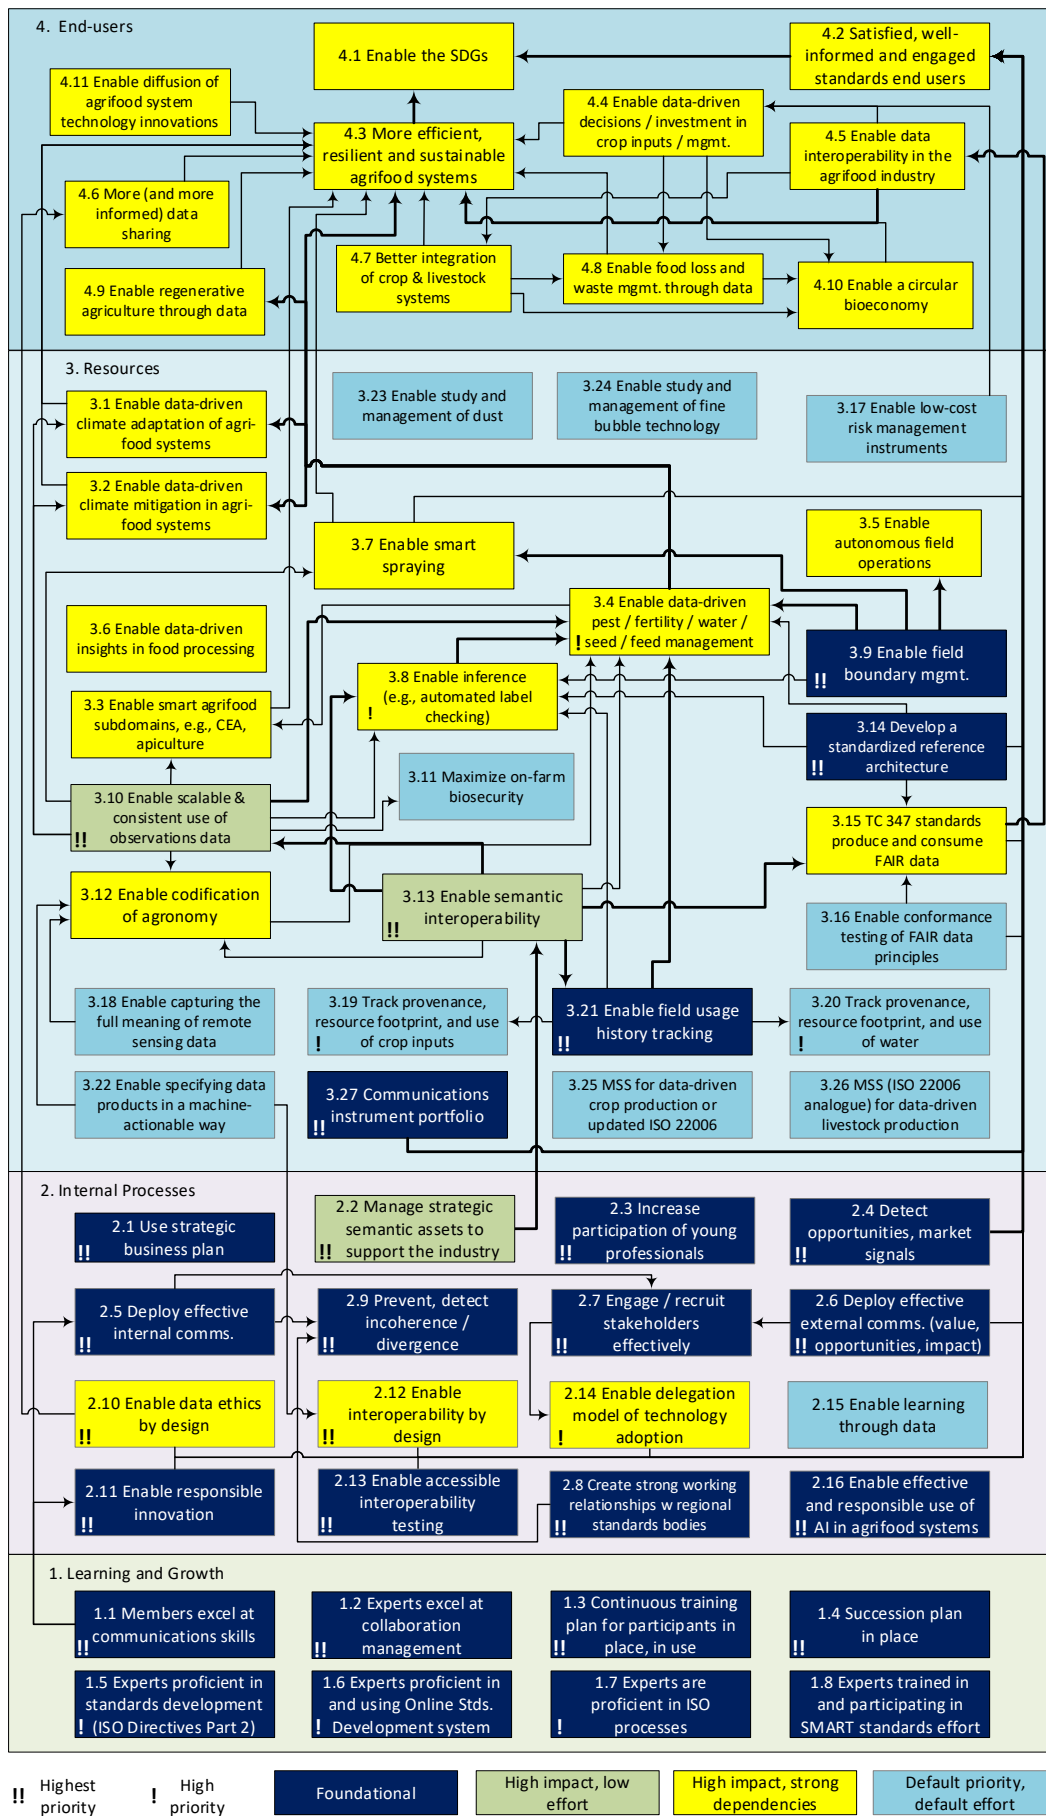 4. End-users
4.1 Enable the SDGs
4.2 Satisfied, well-
informed and engaged
standards end users
4.11 Enable diffusion of
agrifood system
technology innovations
4.3 More efficient,
resilient and sustainable
agrifood systems
4.4 Enable data-driven
decisions / investment in
crop inputs / mgmt.
4.5 Enable data
interoperability in the
agrifood industry
4.6 More (and more
informed) data
sharing
4.7 Better integration
of crop & livestock
systems
4.8 Enable food loss and
waste mgmt. through data
4.10 Enable a circular
bioeconomy
4.9 Enable regenerative
agriculture through data
3. Resources
3.23 Enable study and
management of dust
3.24 Enable study and
management of fine
bubble technology
3.17 Enable low-cost
risk management
instruments
3.1 Enable data-driven
climate adaptation of agri-
food systems
3.2 Enable data-driven
climate mitigation in agri-
food systems
3.7 Enable smart
spraying
3.5 Enable
autonomous field
operations
3.6 Enable data-driven
insights in food processing
3.4 Enable data-driven
pest / fertility / water /
! seed / feed management
3.9 Enable field
boundary mgmt.
!!
3.8 Enable inference
(e.g., automated label
checking)
!
3.3 Enable smart agrifood
subdomains, e.g., CEA,
apiculture
3.14 Develop a
standardized reference
!! architecture
3.11 Maximize on-farm
biosecurity
3.10 Enable scalable &
consistent use of
!! observations data
3.15 TC 347 standards
produce and consume
FAIR data
3.12 Enable codification
of agronomy
3.13 Enable semantic
interoperability
!!
3.16 Enable conformance
testing of FAIR data
principles
3.18 Enable capturing the
full meaning of remote
sensing data
3.19 Track provenance,
resource footprint, and use
! of crop inputs
3.21 Enable field usage
history tracking
!!
3.20 Track provenance,
resource footprint, and use
! of water
3.22 Enable specifying data
products in a machine-
actionable way
3.27 Communications
instrument portfolio
!!
3.25 MSS for data-driven
crop production or
updated ISO 22006
3.26 MSS (ISO 22006
analogue) for data-driven
livestock production
2. Internal Processes
2.1 Use strategic
!! business plan
2.2 Manage strategic
semantic assets to
!! support the industry
2.3 Increase
participation of young
!! professionals
2.4 Detect
opportunities, market
!! signals
2.5 Deploy effective
internal comms.
!!
2.9 Prevent, detect
incoherence /
!! divergence
2.7 Engage / recruit
stakeholders
!! effectively
2.6 Deploy effective
external comms. (value,
!! opportunities, impact)
2.10 Enable data ethics
by design
!!
2.12 Enable
interoperability by
!! design
2.14 Enable delegation
model of technology
! adoption
2.15 Enable learning
through data
2.11 Enable responsible
innovation
!!
2.13 Enable accessible
interoperability
!! testing
2.8 Create strong working
relationships w regional
!! standards bodies
2.16 Enable effective
and responsible use of
!! AI in agrifood systems
1. Learning and Growth
1.1 Members excel at
communications skills
!!
1.2 Experts excel at
collaboration
!! management
1.3 Continuous training
plan for participants
!! in place, in use
1.4 Succession plan
in place
!!
1.5 Experts proficient in
standards development
! (ISO Directives Part 2)
1.6 Experts proficient in
and using Online Stds.
! Development system
1.7 Experts are
proficient in ISO
! processes
1.8 Experts trained in
and participating in
SMART standards effort
!! Highest
priority
! High
priority
Foundational
High impact, low
effort
High impact, strong
dependencies
Default priority,
default effort